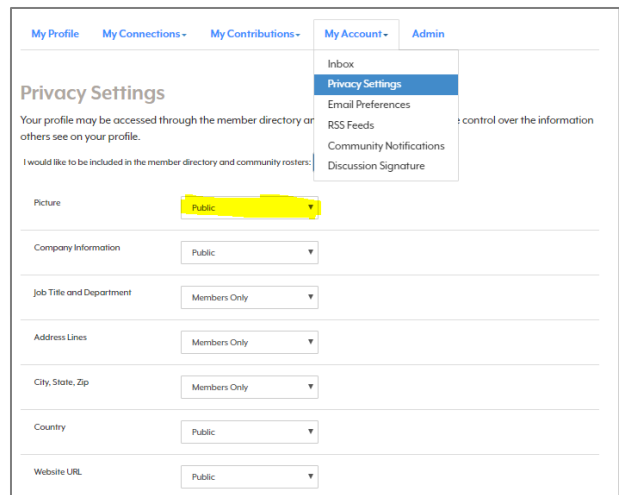 My Profile My Connections My Contributions My Account Admin
Inbox
Privacy Settings
Email Preferences
RSS Feeds
Community Notifications
Discussion Signature
Privacy Settings
Your profile may be accessed through the member directory an e control over the information
others see on your profile.
I would like to be included in the member directory and community rosters:
Picture Public
Company Information Public
Job Title and Department Members Only
Address Lines Members Only
City, State, Zip Members Only
Country Public
Website URL Public